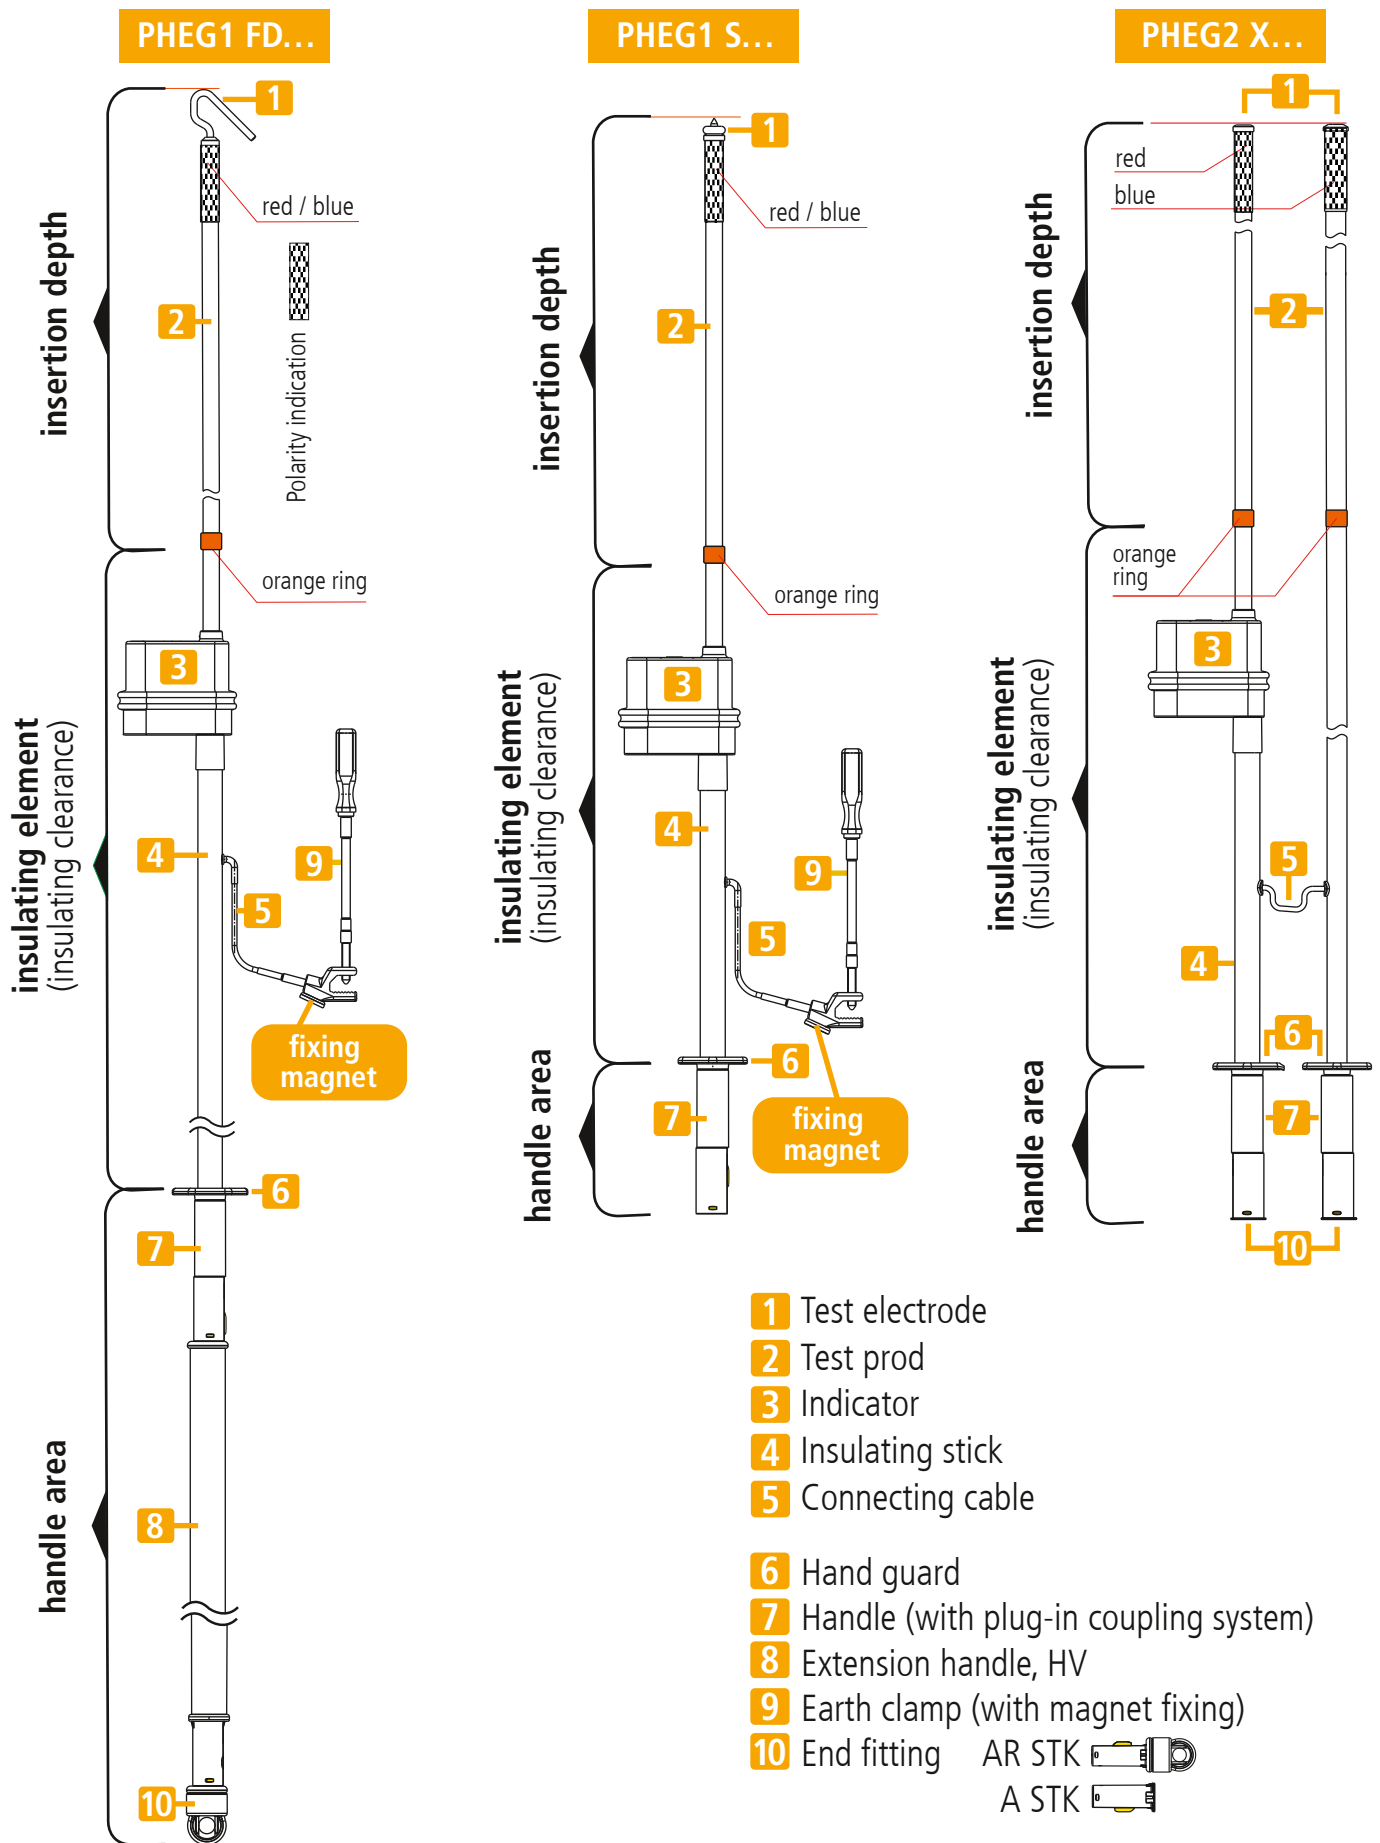 PHEG1 FD...
1
red / blue
insertion depth
2
Polarity indication
orange ring
3
insulating element
(insulating clearance)
4
9
5
fixing
magnet
6
7
handle area
8
10
PHEG1 S...
1
red / blue
insertion depth
2
orange ring
3
insulating element
(insulating clearance)
4
9
5
6
handle area
7
fixing
magnet
PHEG2 X...
1
red
blue
insertion depth
2
orange
ring
3
insulating element
(insulating clearance)
5
4
6
handle area
7
10
1 Test electrode
2 Test prod
3 Indicator
4 Insulating stick
5 Connecting cable
6 Hand guard
7 Handle (with plug-in coupling system)
8 Extension handle, HV
9 Earth clamp (with magnet fixing)
10 End fitting AR STK
A STK